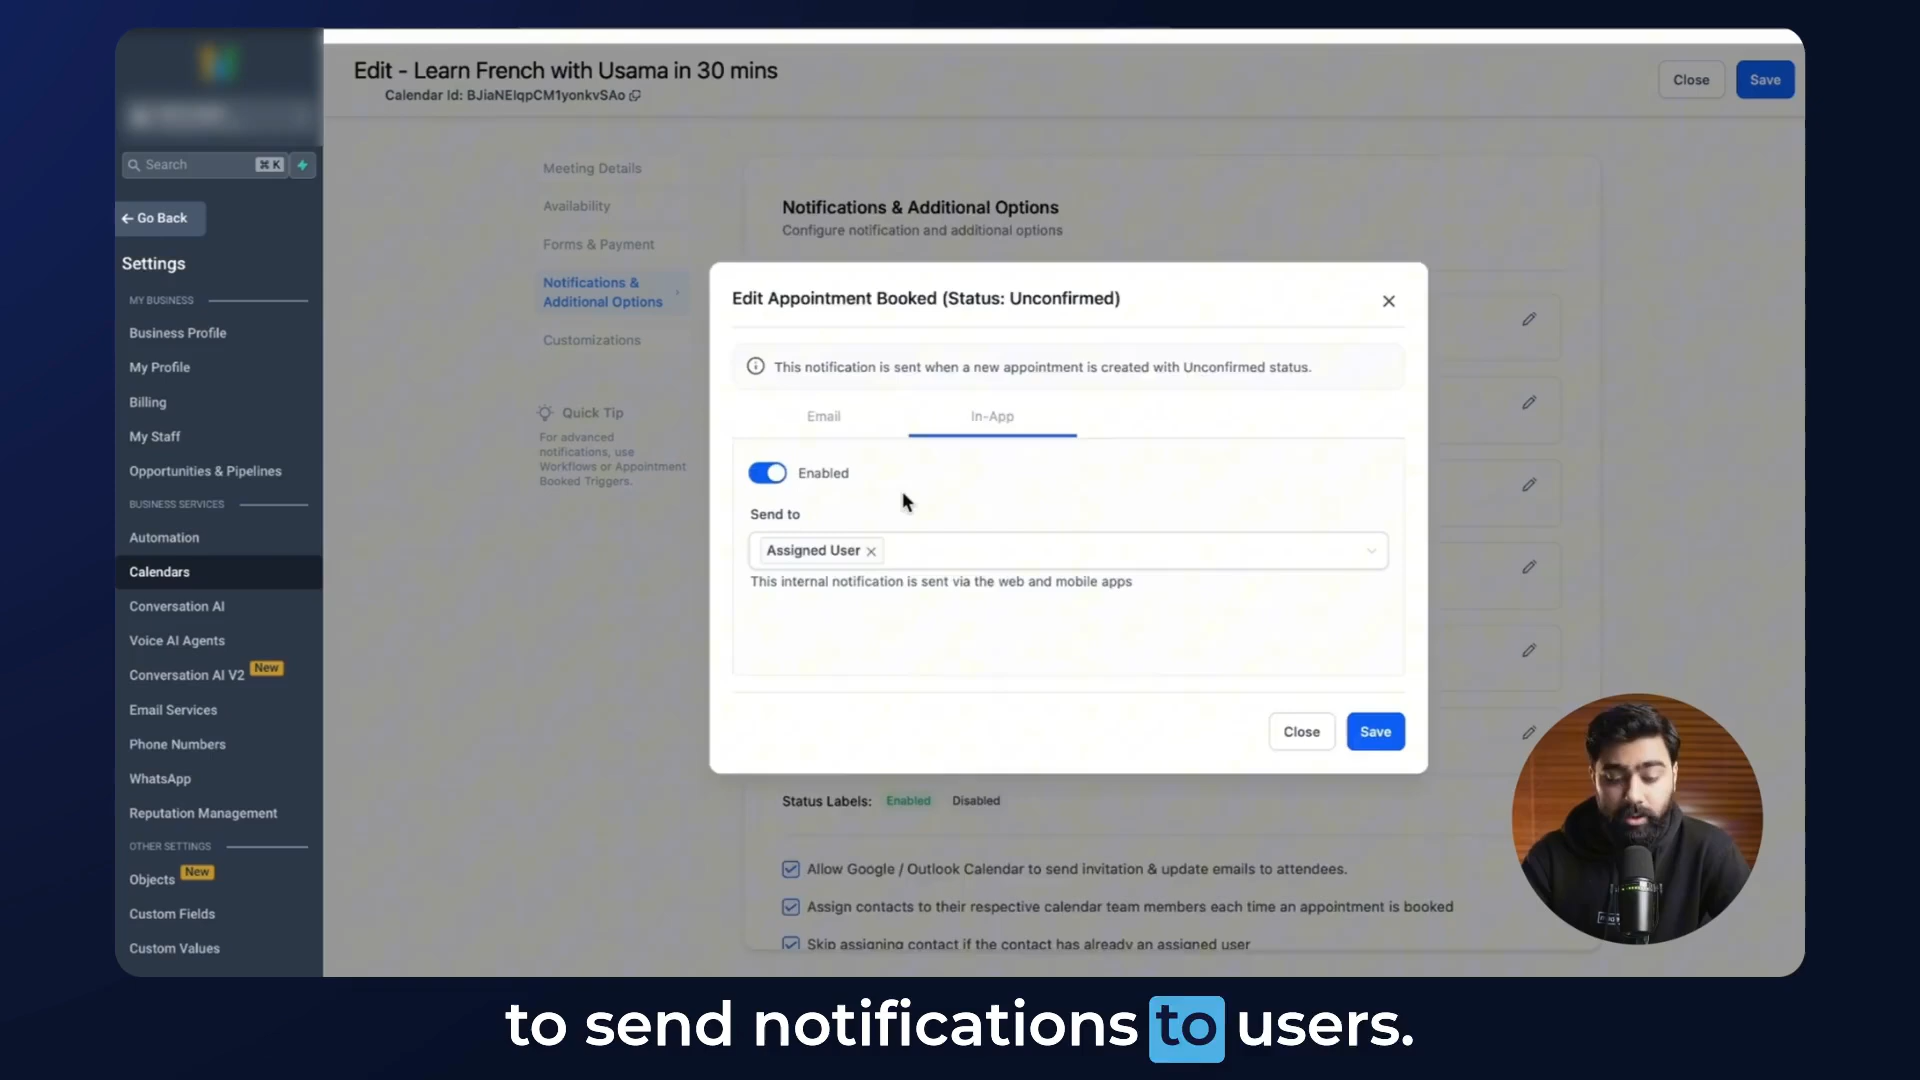 Edit - Learn French with Usama in 30 mins
Calendar Id: BJiaNEIqpCM1yonkvSAo
Close
Save
Search
⌘ K
← Go Back
Settings
MY BUSINESS
Business Profile
My Profile
Billing
My Staff
Opportunities & Pipelines
BUSINESS SERVICES
Automation
Calendars
Conversation AI
Voice AI Agents
Conversation AI V2 New
Email Services
Phone Numbers
WhatsApp
Reputation Management
OTHER SETTINGS
Objects New
Custom Fields
Custom Values
Meeting Details
Availability
Forms & Payment
Notifications &
Additional Options
Customizations
Quick Tip
For advanced
notifications, use
Workflows or Appointment
Booked Triggers.
Notifications & Additional Options
Configure notification and additional options
Edit Appointment Booked (Status: Unconfirmed)
This notification is sent when a new appointment is created with Unconfirmed status.
Email
In-App
Enabled
Send to
Assigned User
This internal notification is sent via the web and mobile apps
Close
Save
Status Labels: Enabled Disabled
Allow Google / Outlook Calendar to send invitation & update emails to attendees.
Assign contacts to their respective calendar team members each time an appointment is booked
Skip assigning contact if the contact has already an assigned user
to send notifications to users.